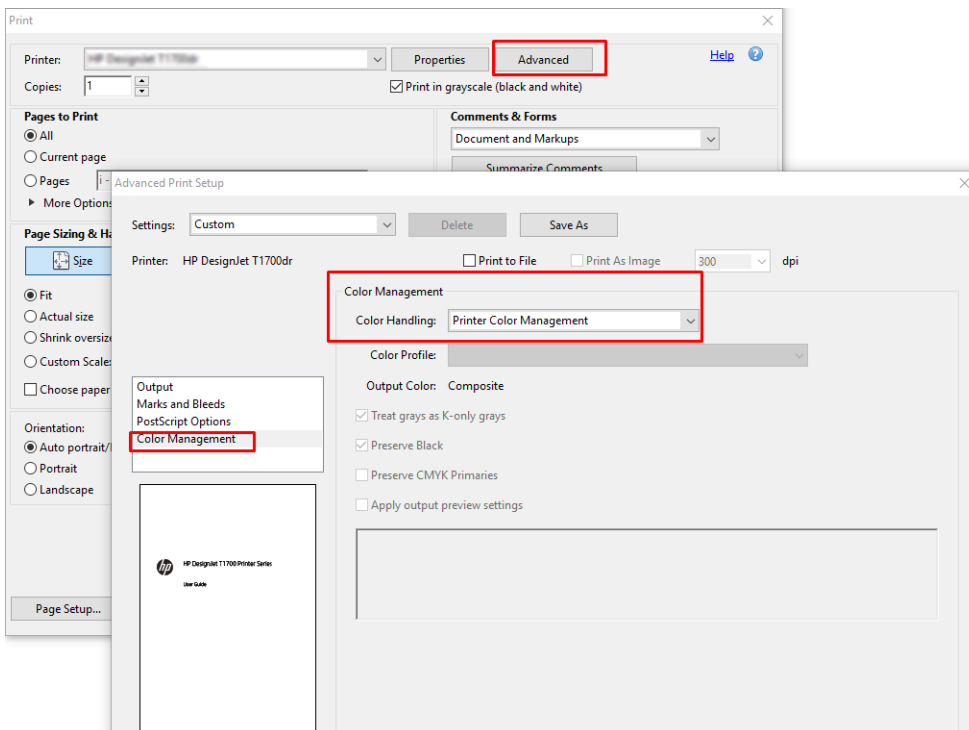 Print
Printer:
Properties
Advanced
Help
Copies:
1
Print in grayscale (black and white)
Pages to Print
All
Current page
Pages
i -
More Options
Comments & Forms
Document and Markups
Summarize Comments
Page Sizing & Ha
Size
Fit
Actual size
Shrink oversize
Custom Scale:
Choose paper
Orientation:
Auto portrait/l
Portrait
Landscape
Page Setup...
Advanced Print Setup
Settings:
Custom
Delete
Save As
Printer: HP DesignJet T1700dr
Print to File
Print As Image
300
dpi
Output
Marks and Bleeds
PostScript Options
Color Management
Color Management
Color Handling:
Printer Color Management
Color Profile:
Output Color: Composite
Treat grays as K-only grays
Preserve Black
Preserve CMYK Primaries
Apply output preview settings
hp
HP DesignJet T1700 Printer Series
User Guide